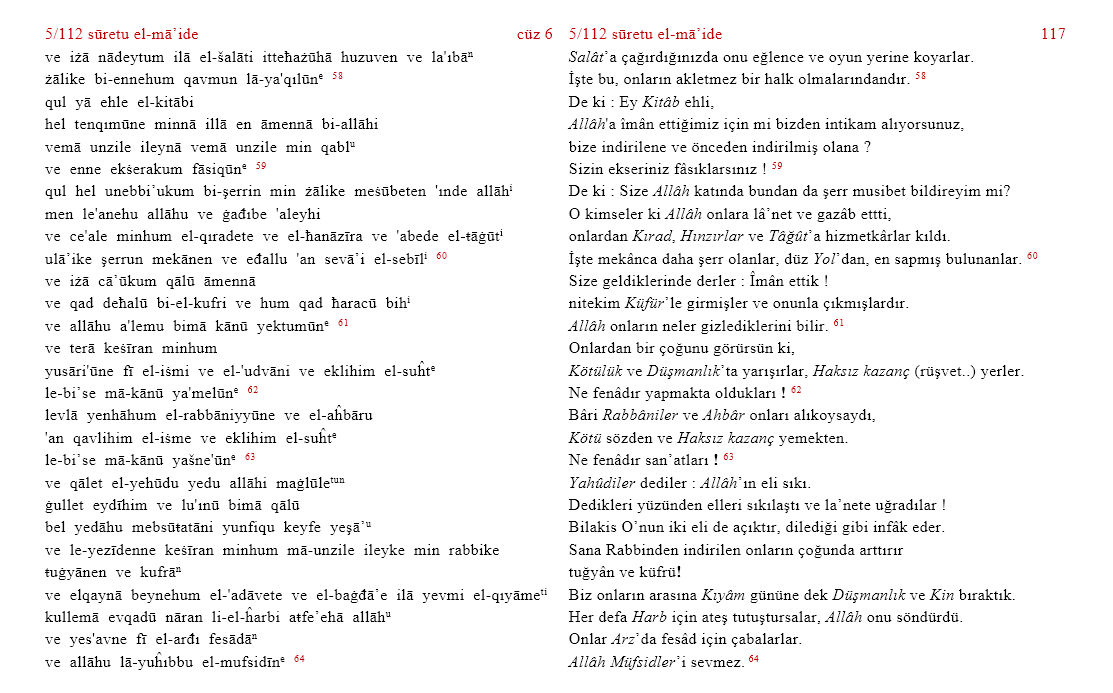 5/112 sūretu el-mā’ide cüz 6
ve iżā nādeytum ilā el-šalāti itteħażūhā huzuven ve la'ıbāⁿ
żālike bi-ennehum qavmun lā-ya'qılūnᵉ 58
qul yā ehle el-kitābi
hel tenqımūne minnā illā en āmennā bi-allāhi
vemā unzile ileynā vemā unzile min qablᵘ
ve enne ekśerakum fāsiqūnᵉ 59
qul hel unebbi’ukum bi-şerrin min żālike meśūbeten 'ınde allāhⁱ
men le'anehu allāhu ve ġađıbe 'aleyhi
ve ce'ale minhum el-qıradete ve el-ħanāzīra ve 'abede el-ŧāġūtⁱ
ulā’ike şerrun mekānen ve eđallu 'an sevā’i el-sebīlⁱ 60
ve iżā cā’ūkum qālū āmennā
ve qad deħalū bi-el-kufri ve hum qad ħaracū bihⁱ
ve allāhu a'lemu bimā kānū yektumūnᵉ 61
ve terā keśīran minhum
yusāri'ūne fī el-iśmi ve el-'udvāni ve eklihim el-suĥtᵉ
le-bi’se mā-kānū ya'melūnᵉ 62
levlā yenhāhum el-rabbāniyyūne ve el-aĥbāru
'an qavlihim el-iśme ve eklihim el-suĥtᵉ
le-bi’se mā-kānū yašne'ūnᵉ 63
ve qālet el-yehūdu yedu allāhi maġlūleᵗᵘⁿ
ġullet eydīhim ve lu'ınū bimā qālū
bel yedāhu mebsūŧatāni yunfiqu keyfe yeşā’ᵘ
ve le-yezīdenne keśīran minhum mā-unzile ileyke min rabbike
ŧuġyānen ve kufrāⁿ
ve elqaynā beynehum el-'adāvete ve el-baġđā’e ilā yevmi el-qıyāmeᵗⁱ
kullemā evqadū nāran li-el-ĥarbi aŧfe’ehā allāhᵘ
ve yes'avne fī el-arđı fesādāⁿ
ve allāhu lā-yuĥıbbu el-mufsidīnᵉ 64
5/112 sūretu el-mā’ide 117
Salât’a çağırdığınızda onu eğlence ve oyun yerine koyarlar.
İşte bu, onların akletmez bir halk olmalarındandır. 58
De ki : Ey Kitâb ehli,
Allâh'a îmân ettiğimiz için mi bizden intikam alıyorsunuz,
bize indirilene ve önceden indirilmiş olana ?
Sizin ekseriniz fâsıklarsınız ! 59
De ki : Size Allâh katında bundan da şerr musibet bildireyim mi?
O kimseler ki Allâh onlara lâ’net ve gazâb ettti,
onlardan Kırad, Hınzırlar ve Tâğût’a hizmetkârlar kıldı.
İşte mekânca daha şerr olanlar, düz Yol’dan, en sapmış bulunanlar. 60
Size geldiklerinde derler : Îmân ettik !
nitekim Küfür’le girmişler ve onunla çıkmışlardır.
Allâh onların neler gizlediklerini bilir. 61
Onlardan bir çoğunu görürsün ki,
Kötülük ve Düşmanlık’ta yarışırlar, Haksız kazanç (rüşvet..) yerler.
Ne fenâdır yapmakta oldukları ! 62
Bâri Rabbâniler ve Ahbâr onları alıkoysaydı,
Kötü sözden ve Haksız kazanç yemekten.
Ne fenâdır san’atları ! 63
Yahûdiler dediler : Allâh’ın eli sıkı.
Dedikleri yüzünden elleri sıkılaştı ve la’nete uğradılar !
Bilakis O’nun iki eli de açıktır, dilediği gibi infâk eder.
Sana Rabbinden indirilen onların çoğunda arttırır
tuğyân ve küfrü!
Biz onların arasına Kıyâm gününe dek Düşmanlık ve Kin bıraktık.
Her defa Harb için ateş tutuştursalar, Allâh onu söndürdü.
Onlar Arz’da fesâd için çabalarlar.
Allâh Müfsidler’i sevmez. 64